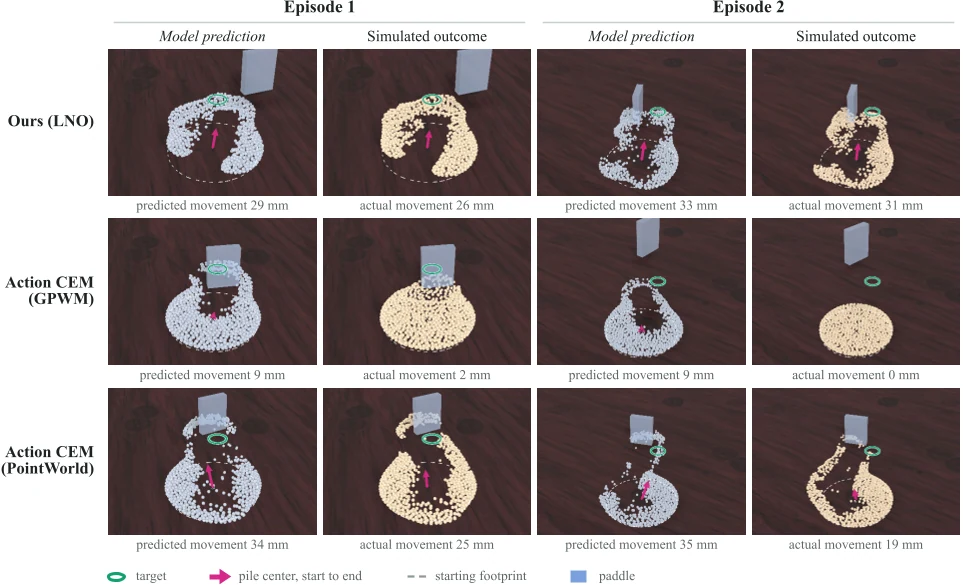 Episode 1
Episode 2
Model prediction
Simulated outcome
Model prediction
Simulated outcome
Ours (LNO)
predicted movement 29 mm
actual movement 26 mm
predicted movement 33 mm
actual movement 31 mm
Action CEM
(GPWM)
predicted movement 9 mm
actual movement 2 mm
predicted movement 9 mm
actual movement 0 mm
Action CEM
(PointWorld)
predicted movement 34 mm
actual movement 25 mm
predicted movement 35 mm
actual movement 19 mm
target
pile center, start to end
starting footprint
paddle